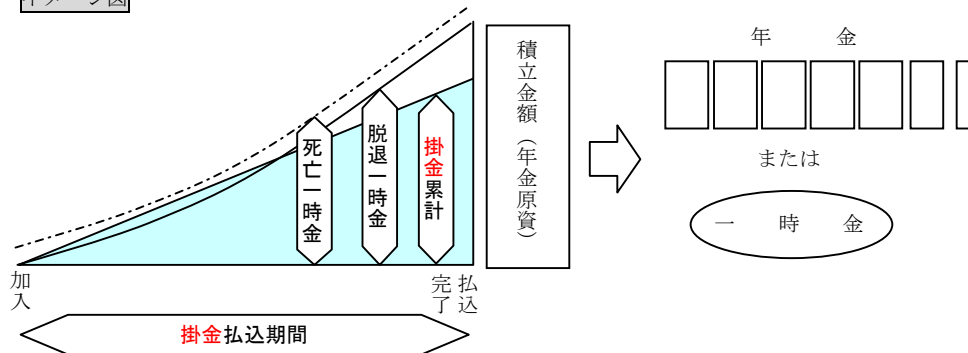 イメージ図
年 金
または
一 時 金
積立金額（年金原資）
死亡一時金
脱退一時金
掛金累計
加入
払込完了
掛金払込期間